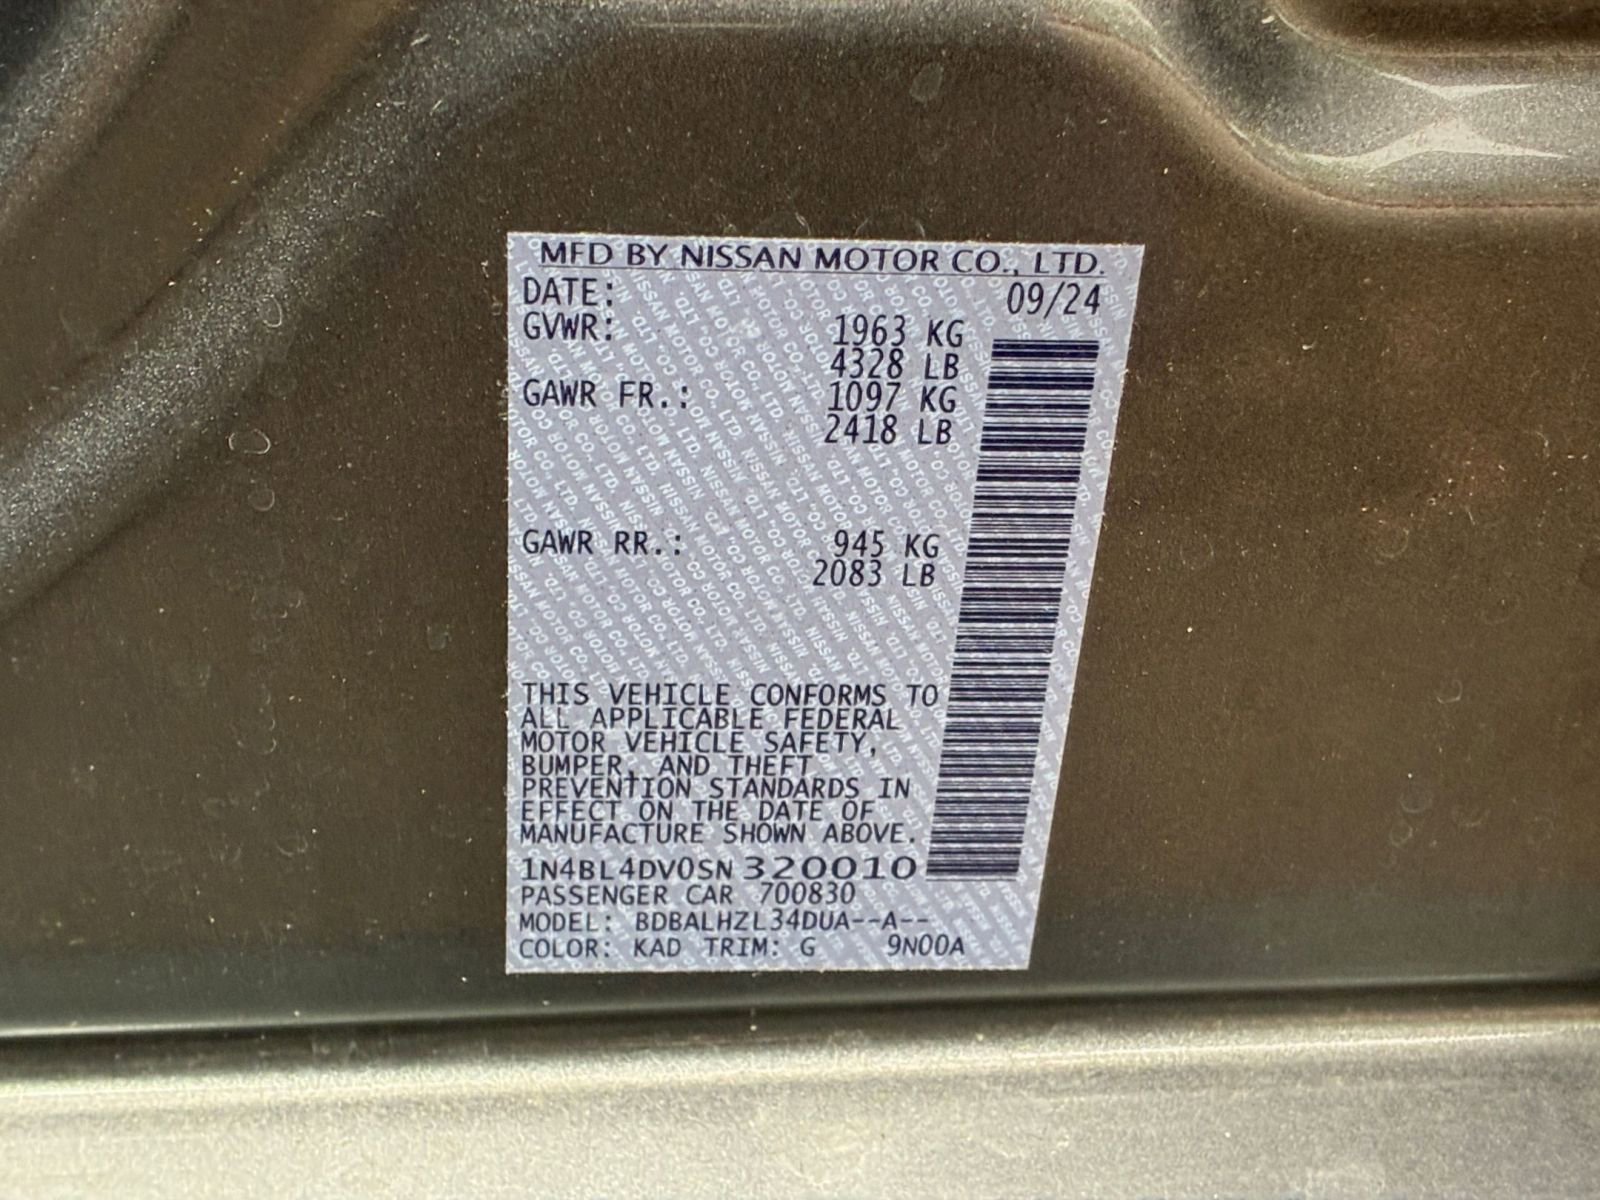 MFD BY NISSAN MOTOR CO., LTD.
DATE: 09/24
GVWR: 1963 KG
4328 LB
GAWR FR.: 1097 KG
2418 LB
GAWR RR.: 945 KG
2083 LB
THIS VEHICLE CONFORMS TO
ALL APPLICABLE FEDERAL
MOTOR VEHICLE SAFETY,
BUMPER, AND THEFT
PREVENTION STANDARDS IN
EFFECT ON THE DATE OF
MANUFACTURE SHOWN ABOVE.
1N4BL4DV0SN320010
PASSENGER CAR 700830
MODEL: BDBALHZL34DUA--A--
COLOR: KAD TRIM: G 9N00A